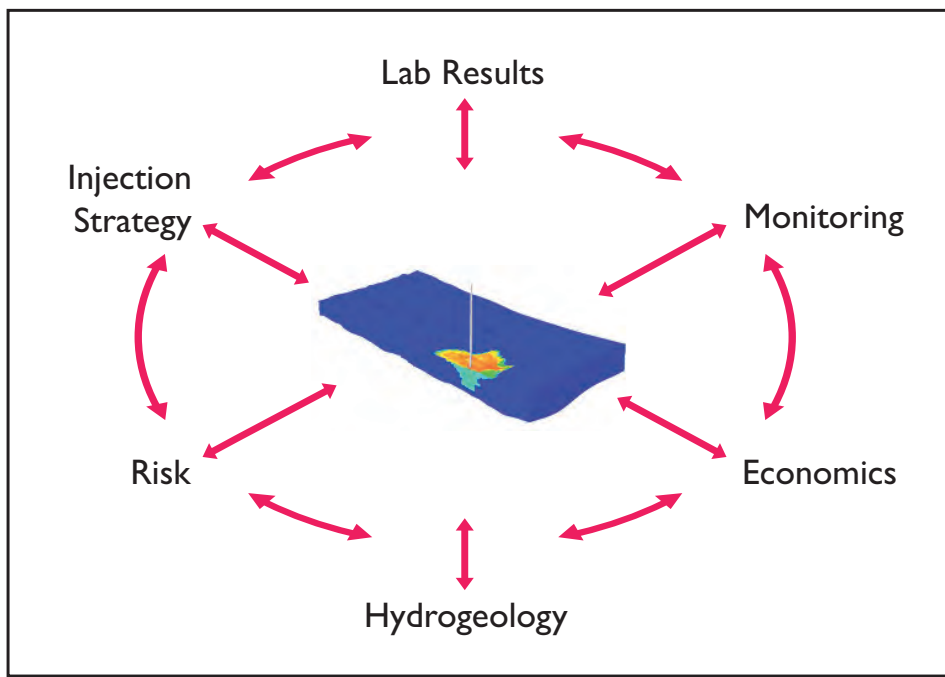 Lab Results
Injection
Strategy
Monitoring
Risk
Economics
Hydrogeology